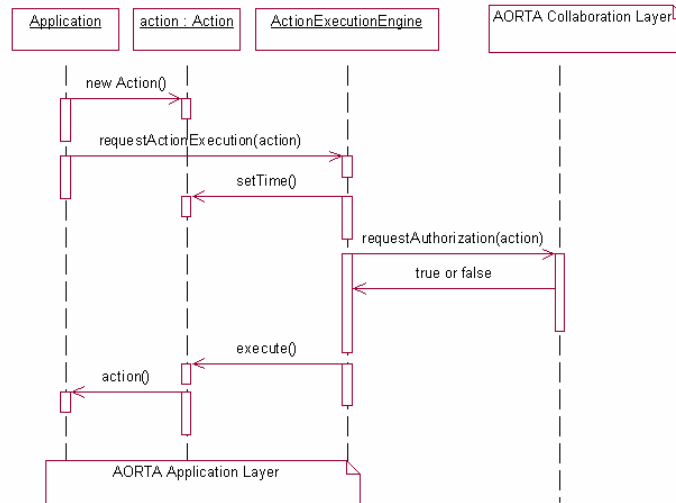 Application
action : Action
ActionExecutionEngine
AORTA Collaboration Layer
new Action()
requestActionExecution(action)
setTime()
requestAuthorization(action)
true or false
execute()
action()
AORTA Application Layer